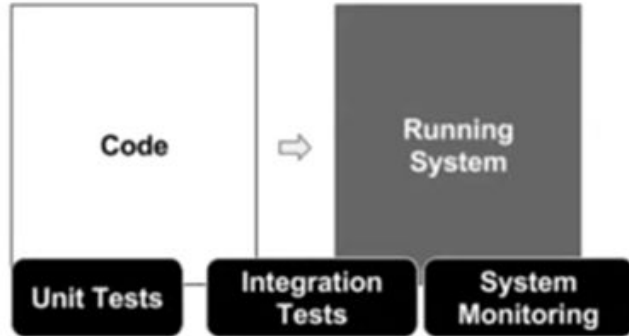 Code
Running
System
Unit Tests
Integration
Tests
System
Monitoring